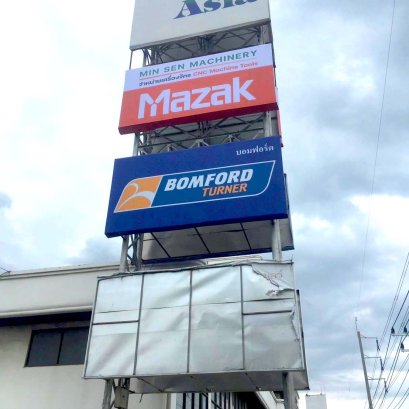 Asia
MIN SEN MACHINERY
จำหน่ายเครื่องจักร CNC Machine Tools
Mazak
บอมฟอร์ด
BOMFORD
TURNER